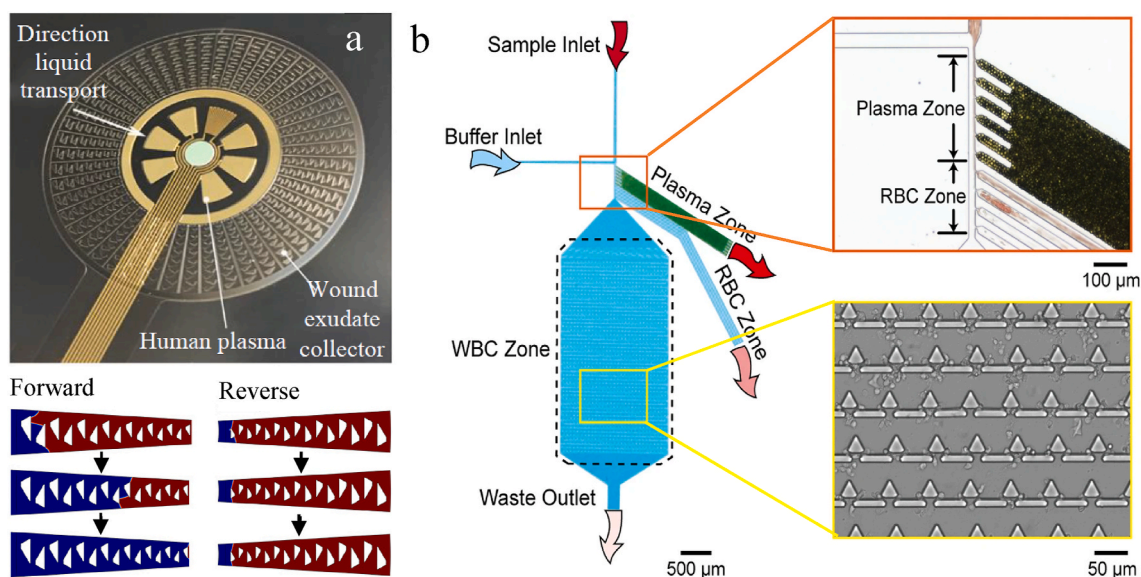 a
Direction
liquid
transport
Human plasma
Wound
exudate
collector
Forward
Reverse
b
Sample Inlet
Buffer Inlet
Plasma Zone
RBC Zone
WBC Zone
Waste Outlet
500 μm
Plasma Zone
RBC Zone
100 μm
50 μm